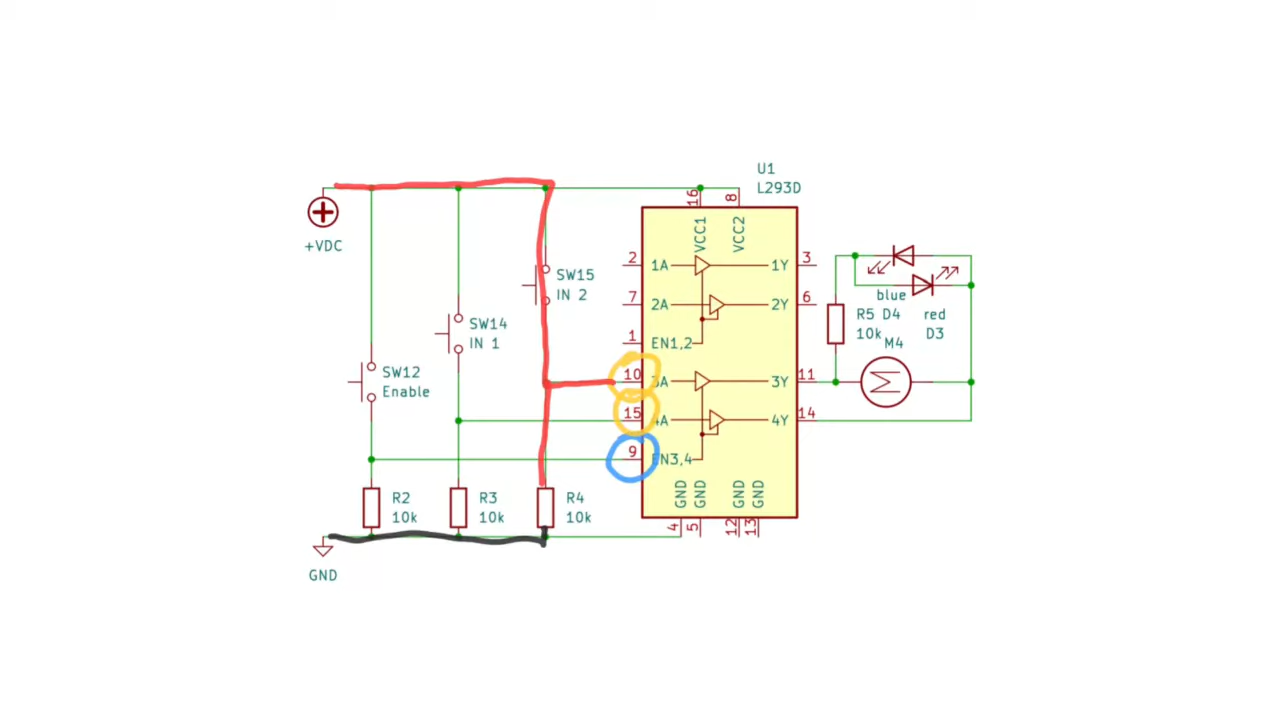 U1
L293D
+VDC
16
8
VCC1
VCC2
2
1A
1Y
3
7
2A
2Y
6
1
EN1,2
SW15
IN 2
SW14
IN 1
SW12
Enable
10
3A
3Y
11
15
4A
4Y
14
9
EN3,4
blue
R5 D4
red
10k
D3
M4
GND
GND
GND
GND
4
5
12
13
R2
10k
R3
10k
R4
10k
GND